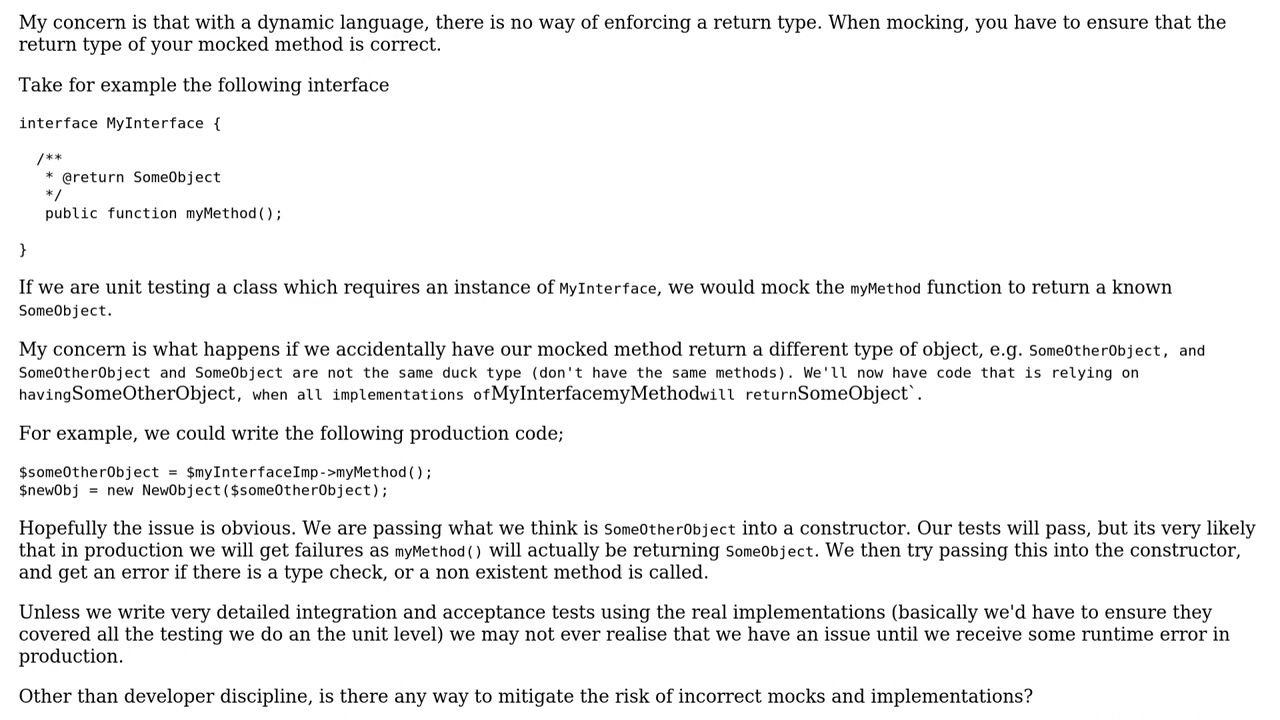 My concern is that with a dynamic language, there is no way of enforcing a return type. When mocking, you have to ensure that the
return type of your mocked method is correct.
Take for example the following interface
interface MyInterface {
/**
* @return SomeObject
*/
public function myMethod();
}
If we are unit testing a class which requires an instance of MyInterface, we would mock the myMethod function to return a known
SomeObject.
My concern is what happens if we accidentally have our mocked method return a different type of object, e.g. SomeOtherObject, and
SomeOtherObject and SomeObject are not the same duck type (don't have the same methods). We'll now have code that is relying on
havingSomeOtherObject, when all implementations ofMyInterfacemyMethodwill returnSomeObject`.
For example, we could write the following production code;
$someOtherObject = $myInterfaceImp->myMethod();
$newObj = new NewObject($someOtherObject);
Hopefully the issue is obvious. We are passing what we think is SomeOtherObject into a constructor. Our tests will pass, but its very likely
that in production we will get failures as myMethod() will actually be returning SomeObject. We then try passing this into the constructor,
and get an error if there is a type check, or a non existent method is called.
Unless we write very detailed integration and acceptance tests using the real implementations (basically we'd have to ensure they
covered all the testing we do an the unit level) we may not ever realise that we have an issue until we receive some runtime error in
production.
Other than developer discipline, is there any way to mitigate the risk of incorrect mocks and implementations?